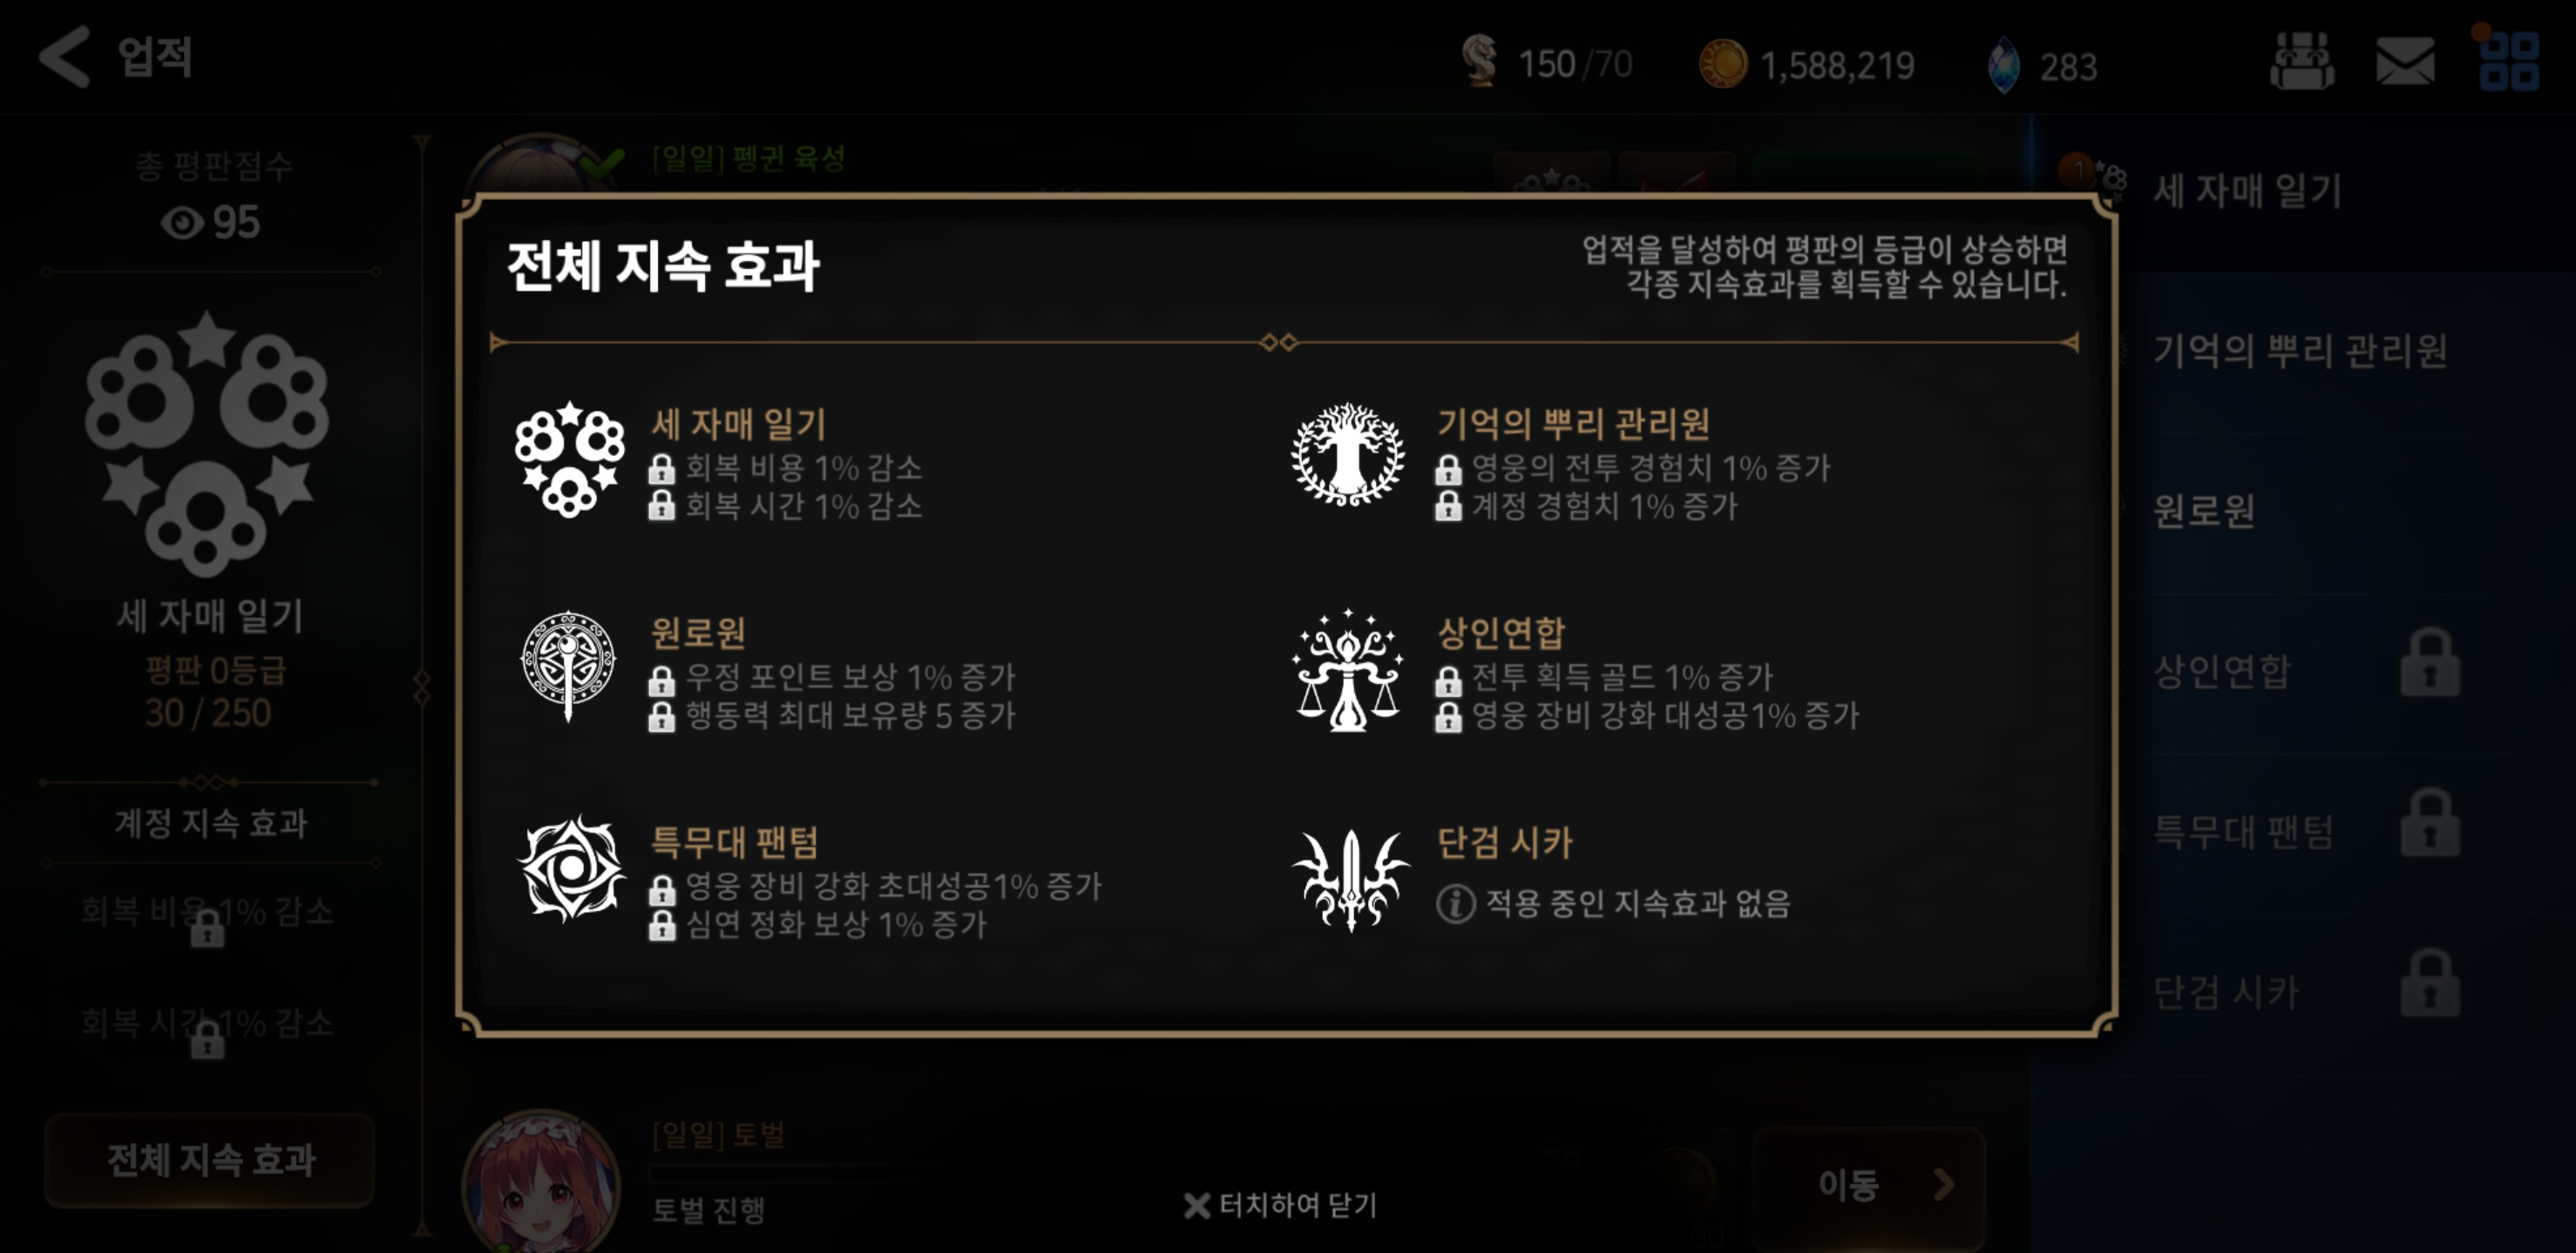 업적
150/70
1,588,219
283
총 평판점수
95
세 자매 일기
평판 0등급
30 / 250
계정 지속 효과
회복 비용 1% 감소
회복 시간 1% 감소
전체 지속 효과
[일일] 펭귄 육성
전체 지속 효과
업적을 달성하여 평판의 등급이 상승하면
각종 지속효과를 획득할 수 있습니다.
세 자매 일기
회복 비용 1% 감소
회복 시간 1% 감소
기억의 뿌리 관리원
영웅의 전투 경험치 1% 증가
계정 경험치 1% 증가
원로원
우정 포인트 보상 1% 증가
행동력 최대 보유량 5 증가
상인연합
전투 획득 골드 1% 증가
영웅 장비 강화 대성공1% 증가
특무대 팬텀
영웅 장비 강화 초대성공1% 증가
심연 정화 보상 1% 증가
단검 시카
적용 중인 지속효과 없음
[일일] 토벌
토벌 진행
터치하여 닫기
이동
1
세 자매 일기
기억의 뿌리 관리원
원로원
상인연합
특무대 팬텀
단검 시카